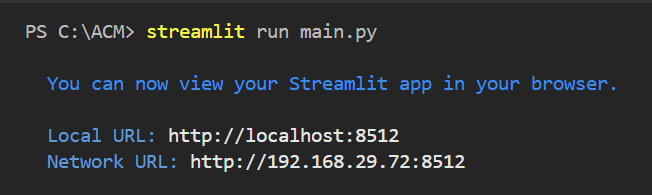 PS C:\ACM> streamlit run main.py
You can now view your Streamlit app in your browser.
Local URL: http://localhost:8512
Network URL: http://192.168.29.72:8512